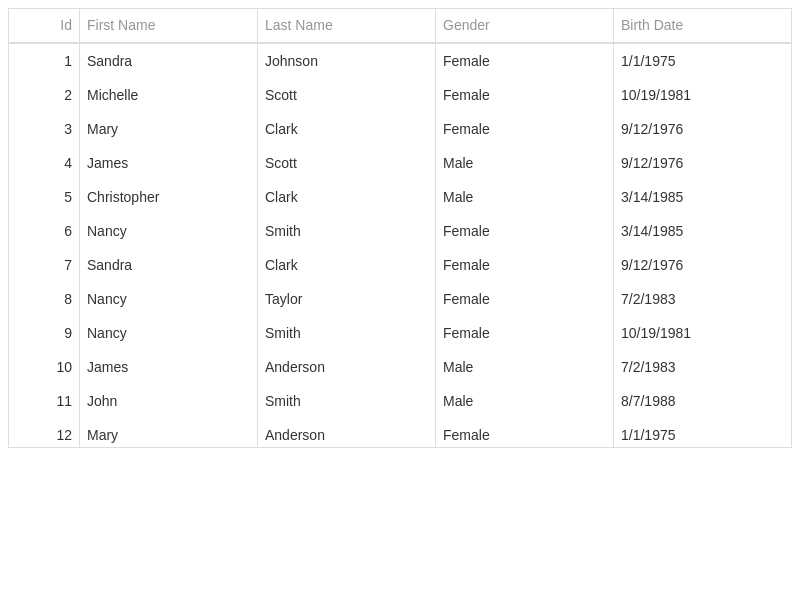 Id First Name Last Name Gender Birth Date
1 Sandra Johnson Female 1/1/1975
2 Michelle Scott Female 10/19/1981
3 Mary Clark Female 9/12/1976
4 James Scott Male 9/12/1976
5 Christopher Clark Male 3/14/1985
6 Nancy Smith Female 3/14/1985
7 Sandra Clark Female 9/12/1976
8 Nancy Taylor Female 7/2/1983
9 Nancy Smith Female 10/19/1981
10 James Anderson Male 7/2/1983
11 John Smith Male 8/7/1988
12 Mary Anderson Female 1/1/1975